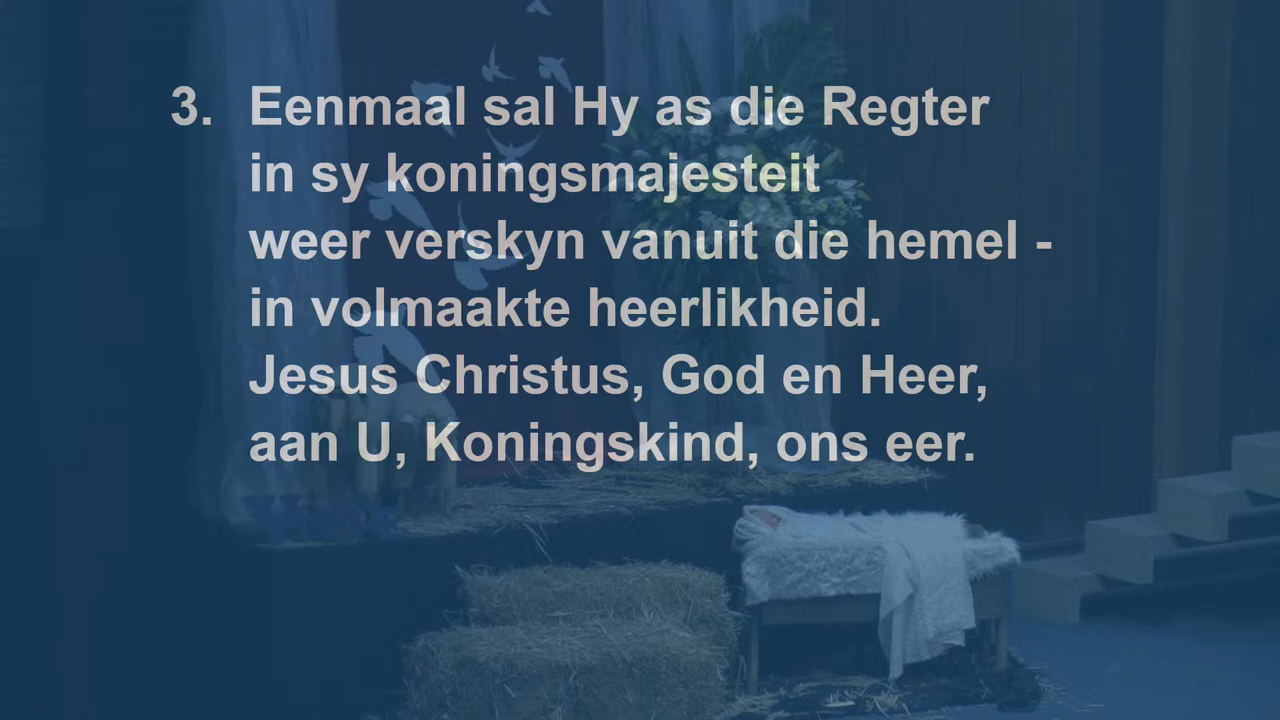 3. Eenmaal sal Hy as die Regter
in sy koningsmajesteit
weer verskyn vanuit die hemel -
in volmaakte heerlikheid.
Jesus Christus, God en Heer,
aan U, Koningskind, ons eer.